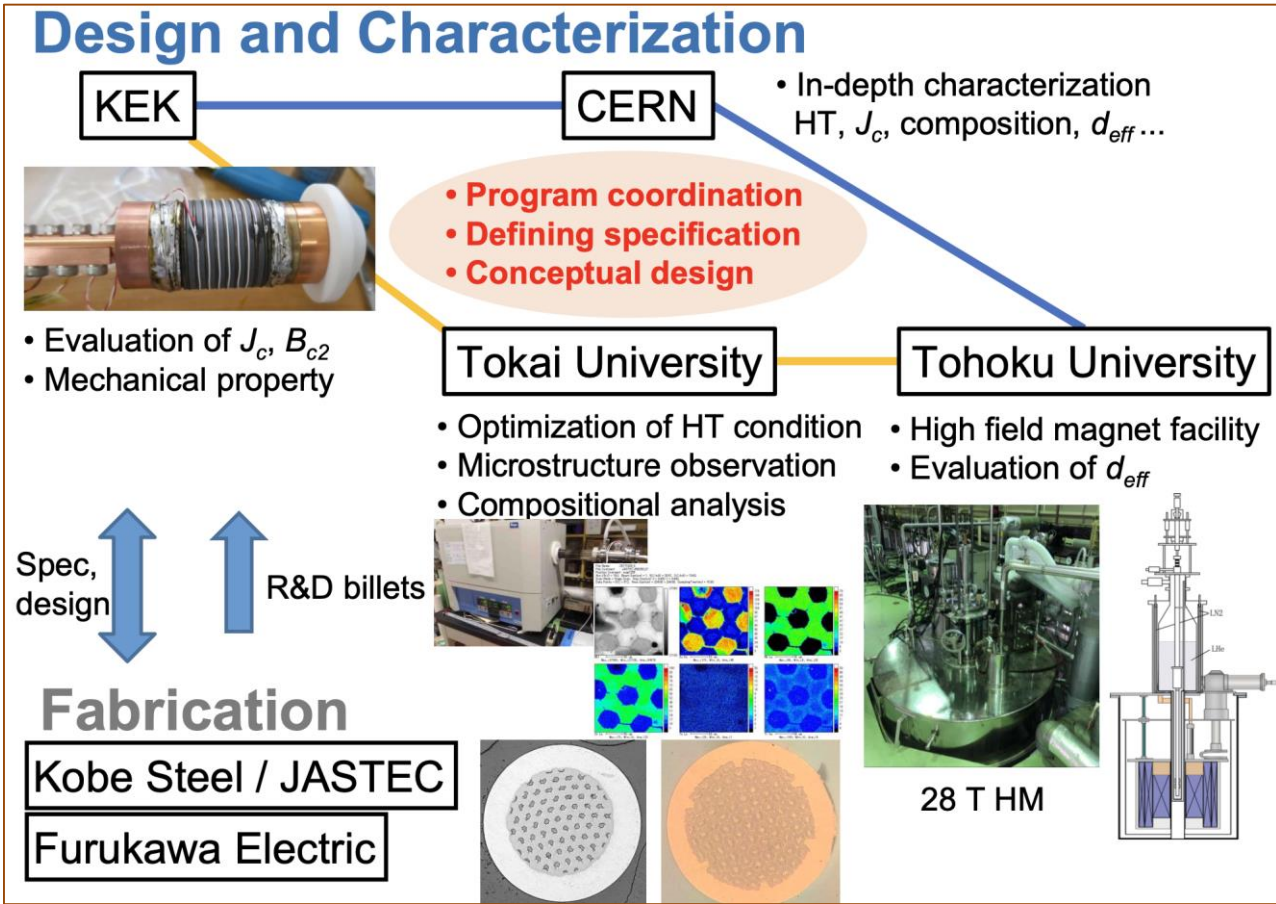 Design and Characterization
KEK
CERN
• In-depth characterization
HT, Jc, composition, deff ...
• Program coordination
• Defining specification
• Conceptual design
• Evaluation of Jc, Bc2
• Mechanical property
Tokai University
Tohoku University
• Optimization of HT condition
• Microstructure observation
• Compositional analysis
• High field magnet facility
• Evaluation of deff
Spec,
design
R&D billets
LN2
LHe
Fabrication
Kobe Steel / JASTEC
Furukawa Electric
28 T HM